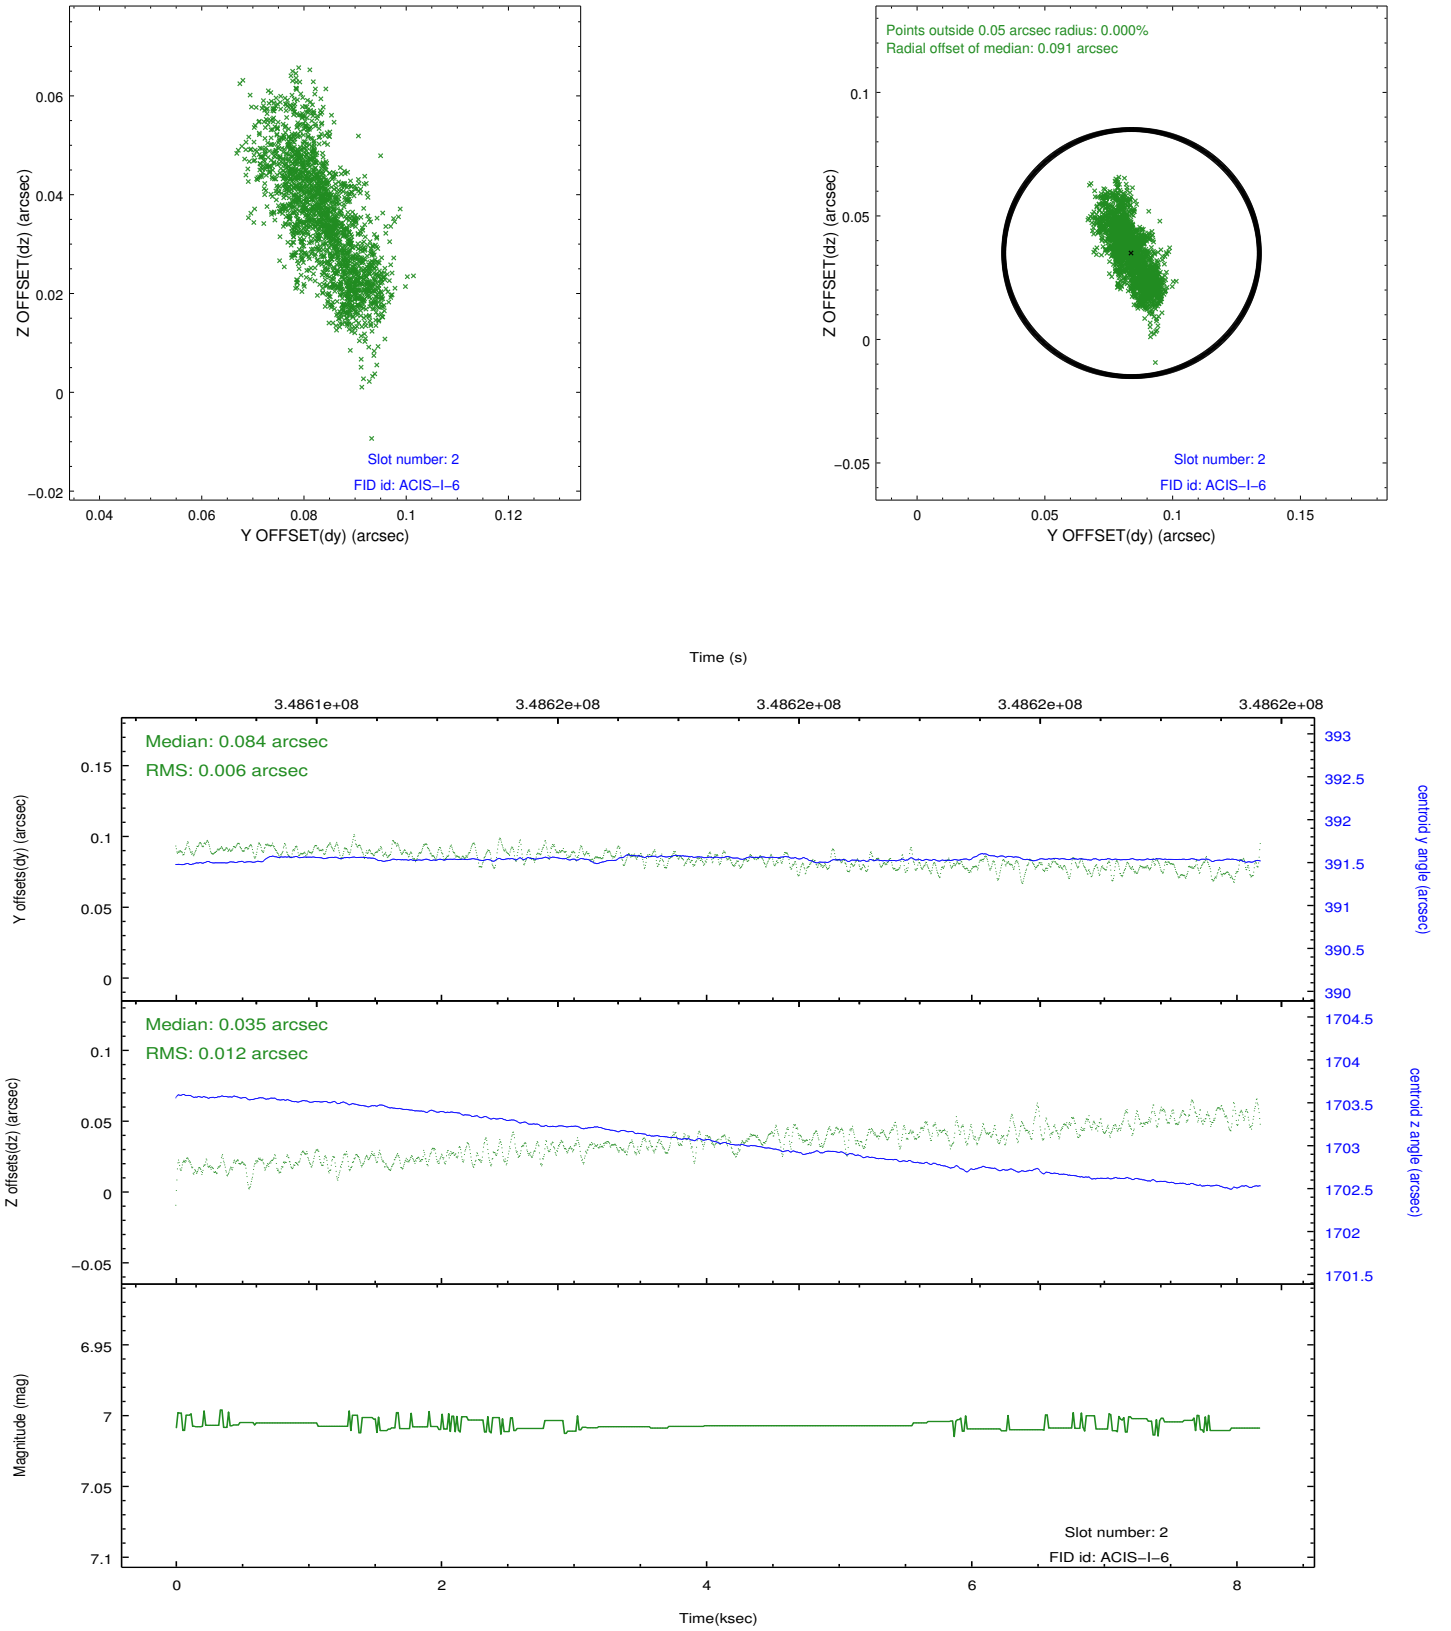 0.06
0.04
0.02
0
−0.02
Z OFFSET(dz) (arcsec)
Slot number: 2
FID id: ACIS−I−6
0.04 0.06 0.08 0.1 0.12
Y OFFSET(dy) (arcsec)
Points outside 0.05 arcsec radius: 0.000%
Radial offset of median: 0.091 arcsec
0.1
0.05
0
−0.05
Z OFFSET(dz) (arcsec)
Slot number: 2
FID id: ACIS−I−6
0 0.05 0.1 0.15
Y OFFSET(dy) (arcsec)
Time (s)
3.4861e+08 3.4862e+08 3.4862e+08 3.4862e+08 3.4862e+08
Median: 0.084 arcsec
RMS: 0.006 arcsec
0.15
0.1
0.05
0
Y offsets(dy) (arcsec)
393
392.5
392
391.5
391
390.5
390
centroid y angle (arcsec)
Median: 0.035 arcsec
RMS: 0.012 arcsec
0.1
0.05
0
−0.05
Z offsets(dz) (arcsec)
1704.5
1704
1703.5
1703
1702.5
1702
1701.5
centroid z angle (arcsec)
6.95
7
7.05
7.1
Magnitude (mag)
Slot number: 2
FID id: ACIS−I−6
0 2 4 6 8
Time(ksec)